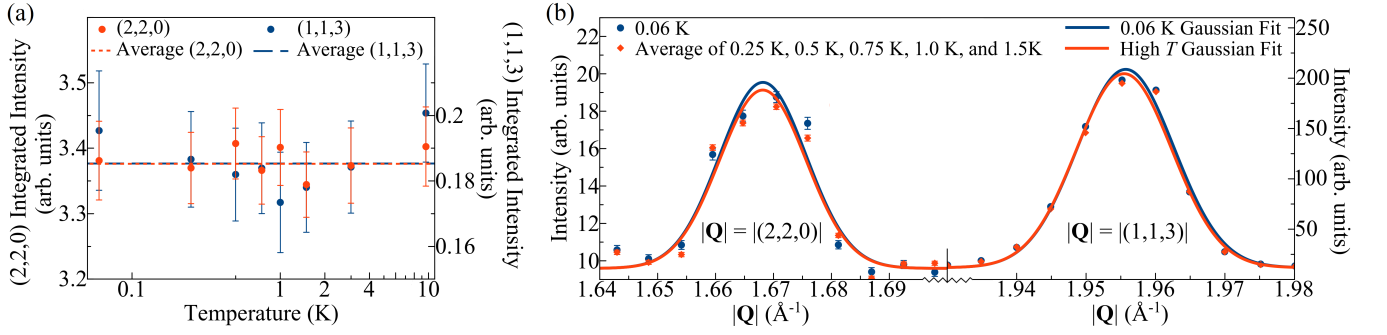 (a)
(2,2,0)
(1,1,3)
Average (2,2,0)
Average (1,1,3)
(2,2,0) Integrated Intensity
(arb. units)
3.5
3.4
3.3
3.2
0.2
0.18
0.16
(1,1,3) Integrated Intensity
(arb. units)
0.1
1
2
4
10
Temperature (K)
(b)
0.06 K
Average of 0.25 K, 0.5 K, 0.75 K, 1.0 K, and 1.5K
0.06 K Gaussian Fit
High T Gaussian Fit
Intensity (arb. units)
22
20
18
16
14
12
10
250
200
150
100
50
Intensity (arb. units)
|Q| = |(2,2,0)|
|Q| = |(1,1,3)|
1.64
1.65
1.66
1.67
1.68
1.69
1.94
1.95
1.96
1.97
1.98
|Q| (Å⁻¹)
|Q| (Å⁻¹)